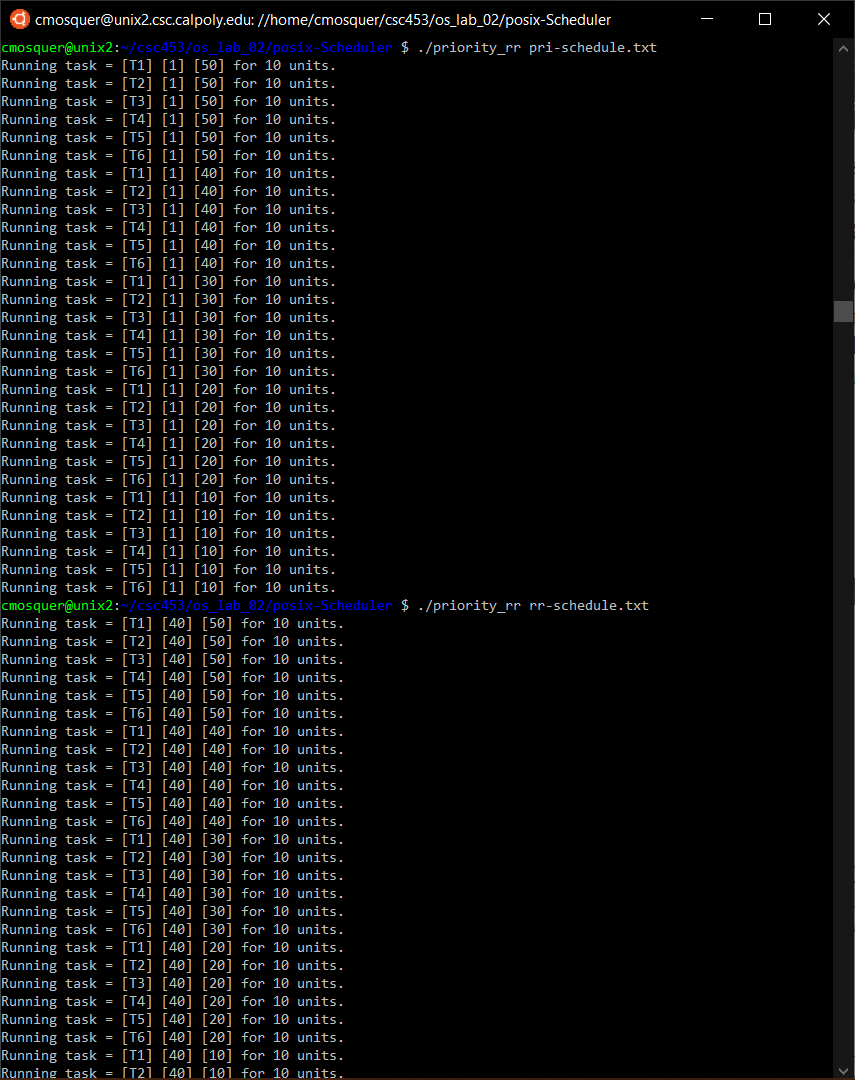 cmosquer@unix2.csc.calpoly.edu: //home/cmosquer/csc453/os_lab_02/posix-Scheduler
cmosquer@unix2:~/csc453/os_lab_02/posix-Scheduler $ ./priority_rr pri-schedule.txt
Running task = [T1] [1] [50] for 10 units.
Running task = [T2] [1] [50] for 10 units.
Running task = [T3] [1] [50] for 10 units.
Running task = [T4] [1] [50] for 10 units.
Running task = [T5] [1] [50] for 10 units.
Running task = [T6] [1] [50] for 10 units.
Running task = [T1] [1] [40] for 10 units.
Running task = [T2] [1] [40] for 10 units.
Running task = [T3] [1] [40] for 10 units.
Running task = [T4] [1] [40] for 10 units.
Running task = [T5] [1] [40] for 10 units.
Running task = [T6] [1] [40] for 10 units.
Running task = [T1] [1] [30] for 10 units.
Running task = [T2] [1] [30] for 10 units.
Running task = [T3] [1] [30] for 10 units.
Running task = [T4] [1] [30] for 10 units.
Running task = [T5] [1] [30] for 10 units.
Running task = [T6] [1] [30] for 10 units.
Running task = [T1] [1] [20] for 10 units.
Running task = [T2] [1] [20] for 10 units.
Running task = [T3] [1] [20] for 10 units.
Running task = [T4] [1] [20] for 10 units.
Running task = [T5] [1] [20] for 10 units.
Running task = [T6] [1] [20] for 10 units.
Running task = [T1] [1] [10] for 10 units.
Running task = [T2] [1] [10] for 10 units.
Running task = [T3] [1] [10] for 10 units.
Running task = [T4] [1] [10] for 10 units.
Running task = [T5] [1] [10] for 10 units.
Running task = [T6] [1] [10] for 10 units.
cmosquer@unix2:~/csc453/os_lab_02/posix-Scheduler $ ./priority_rr rr-schedule.txt
Running task = [T1] [40] [50] for 10 units.
Running task = [T2] [40] [50] for 10 units.
Running task = [T3] [40] [50] for 10 units.
Running task = [T4] [40] [50] for 10 units.
Running task = [T5] [40] [50] for 10 units.
Running task = [T6] [40] [50] for 10 units.
Running task = [T1] [40] [40] for 10 units.
Running task = [T2] [40] [40] for 10 units.
Running task = [T3] [40] [40] for 10 units.
Running task = [T4] [40] [40] for 10 units.
Running task = [T5] [40] [40] for 10 units.
Running task = [T6] [40] [40] for 10 units.
Running task = [T1] [40] [30] for 10 units.
Running task = [T2] [40] [30] for 10 units.
Running task = [T3] [40] [30] for 10 units.
Running task = [T4] [40] [30] for 10 units.
Running task = [T5] [40] [30] for 10 units.
Running task = [T6] [40] [30] for 10 units.
Running task = [T1] [40] [20] for 10 units.
Running task = [T2] [40] [20] for 10 units.
Running task = [T3] [40] [20] for 10 units.
Running task = [T4] [40] [20] for 10 units.
Running task = [T5] [40] [20] for 10 units.
Running task = [T6] [40] [20] for 10 units.
Running task = [T1] [40] [10] for 10 units.
Running task = [T2] [40] [10] for 10 units.